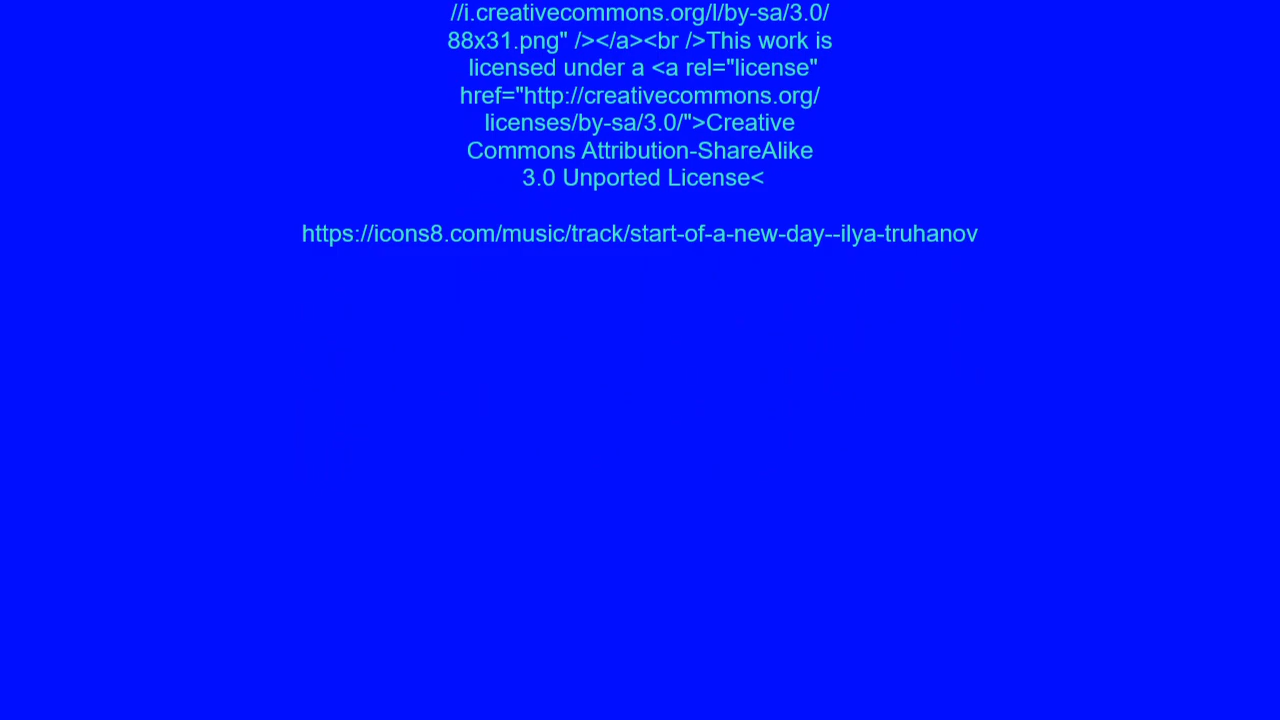 //i.creativecommons.org/l/by-sa/3.0/
88x31.png" /></a><br />This work is
licensed under a <a rel="license"
href="http://creativecommons.org/
licenses/by-sa/3.0/">Creative
Commons Attribution-ShareAlike
3.0 Unported License<
https://icons8.com/music/track/start-of-a-new-day--ilya-truhanov